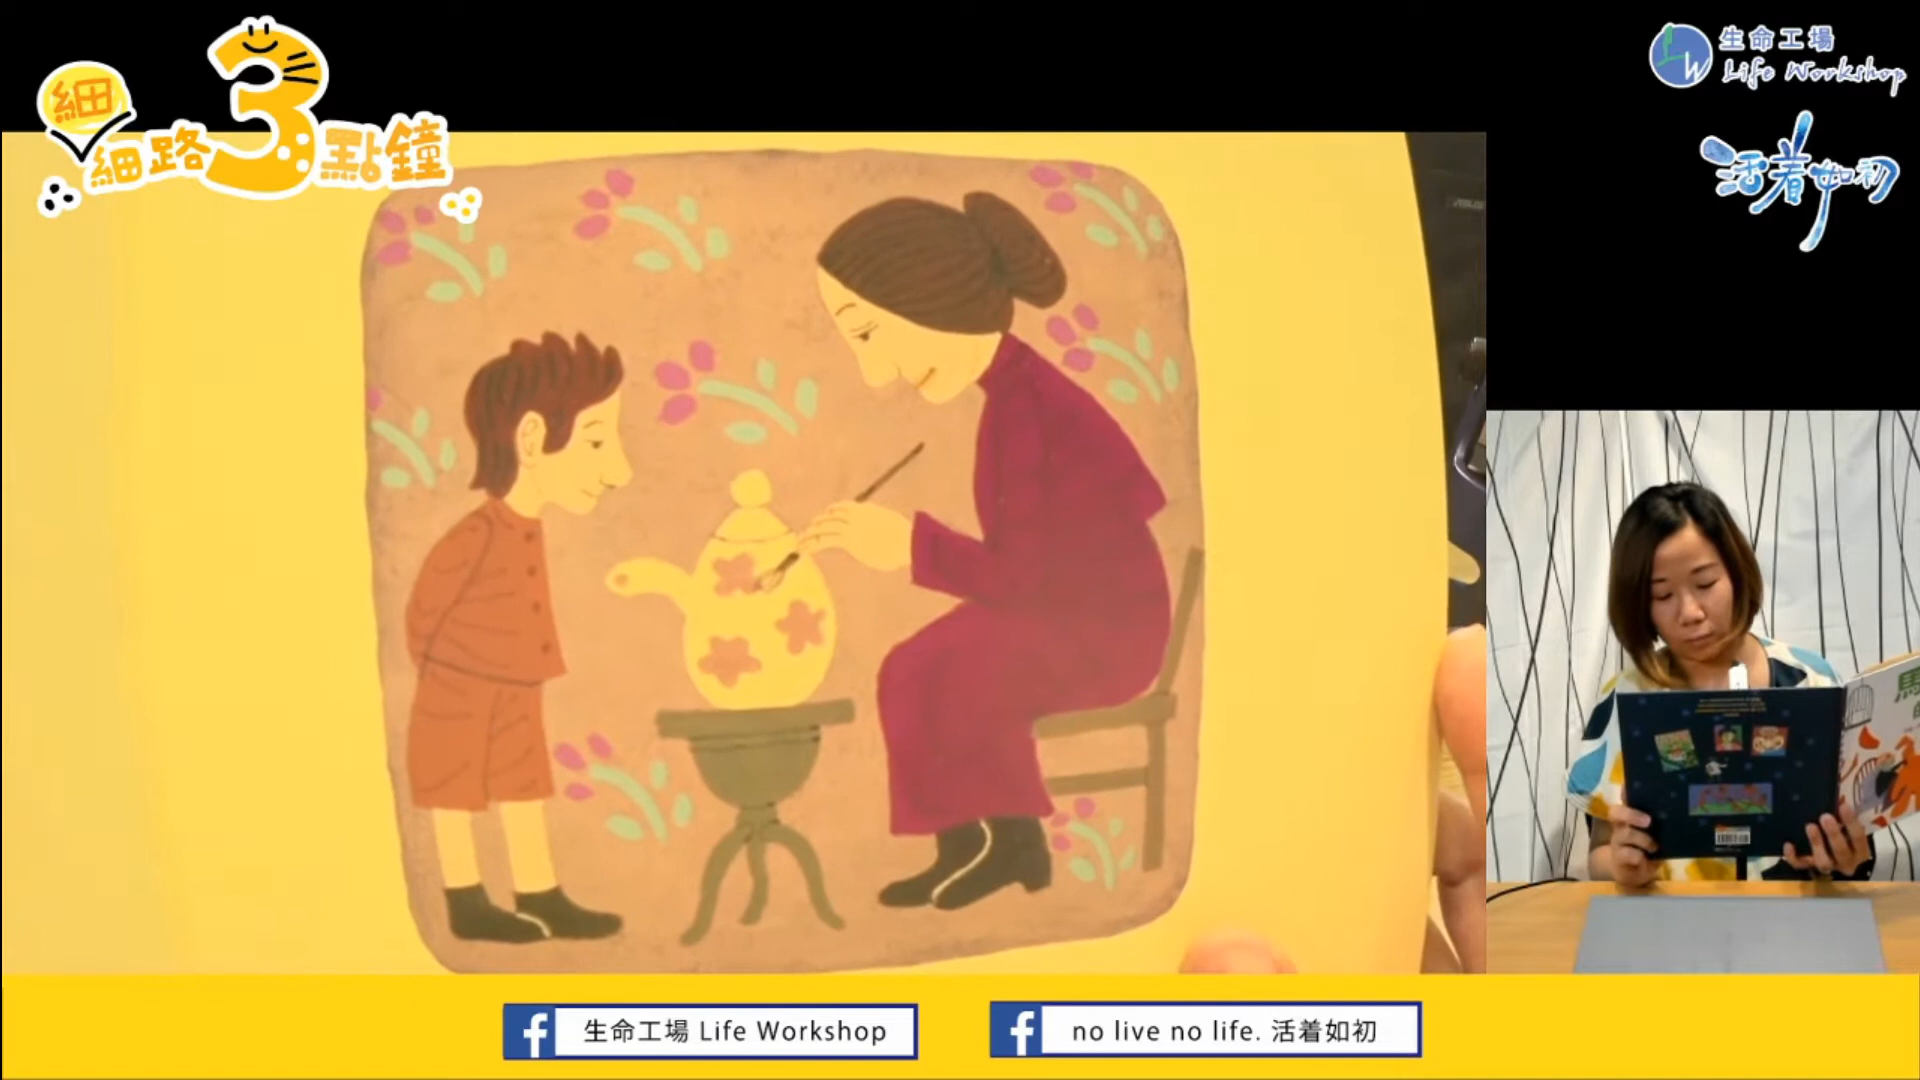 細
細路3點鐘
生命工場
Life Workshop
活着如初
生命工場 Life Workshop
no live no life. 活着如初